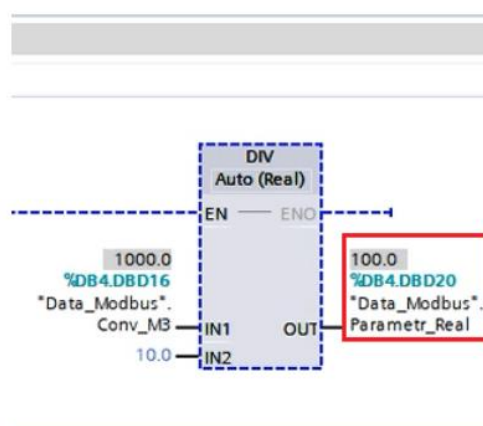 DIV
Auto (Real)
EN
ENO
1000.0
%DB4.DBD16
"Data_Modbus".
Conv_M3
IN1
10.0
IN2
100.0
%DB4.DBD20
"Data_Modbus".
Parametr_Real
OUT